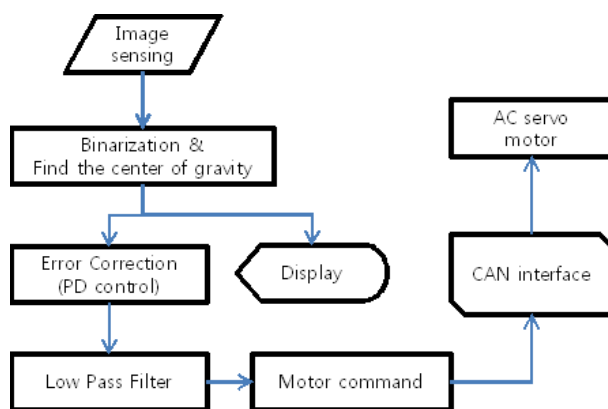 Image
sensing
Binarization &
Find the center of gravity
AC servo
motor
Error Correction
(PD control)
Display
CAN interface
Low Pass Filter
Motor command